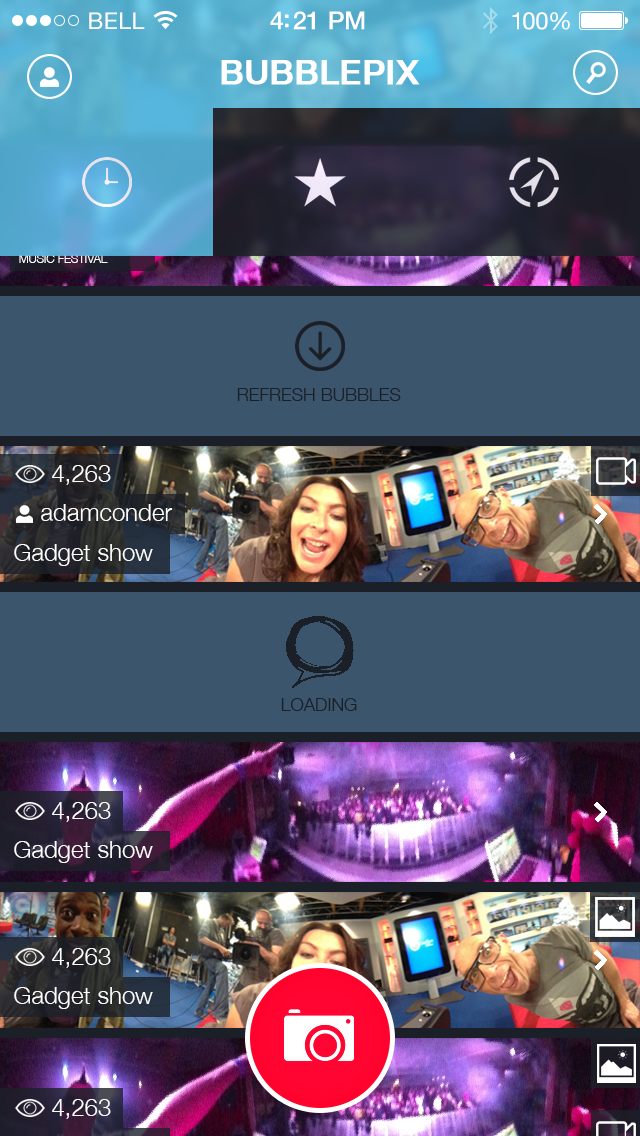 BELL
4:21 PM
100%
BUBBLEPIX
MUSIC FESTIVAL
REFRESH BUBBLES
4,263
adamconder
Gadget show
LOADING
4,263
Gadget show
4,263
Gadget show
4,263